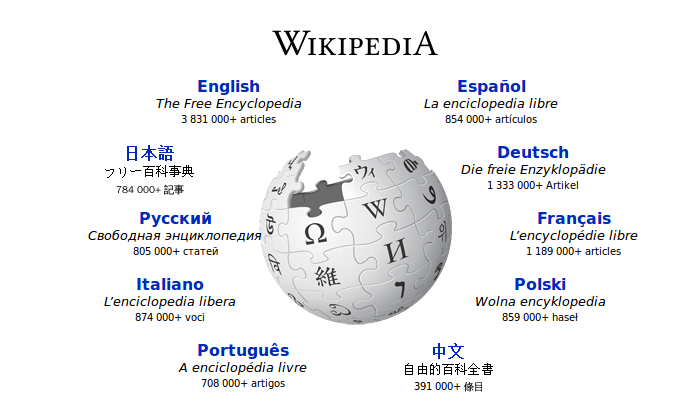 WIKIPEDIA
English
The Free Encyclopedia
3 831 000+ articles
Español
La enciclopedia libre
854 000+ artículos
日本語
フリー百科事典
784 000+ 記事
Deutsch
Die freie Enzyklopädie
1 333 000+ Artikel
Русский
Свободная энциклопедия
805 000+ статей
Français
L’encyclopédie libre
1 189 000+ articles
Italiano
L’enciclopedia libera
874 000+ voci
Polski
Wolna encyklopedia
859 000+ haseł
Português
A enciclopédia livre
708 000+ artigos
中文
自由的百科全書
391 000+ 條目
ウィ
W
Ω
И
維